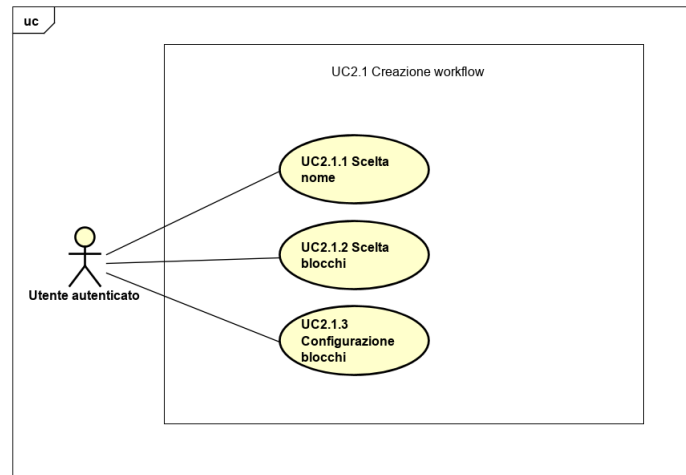 uc
UC2.1 Creazione workflow
UC2.1.1 Scelta
nome
UC2.1.2 Scelta
blocchi
Utente autenticato
UC2.1.3
Configurazione
blocchi